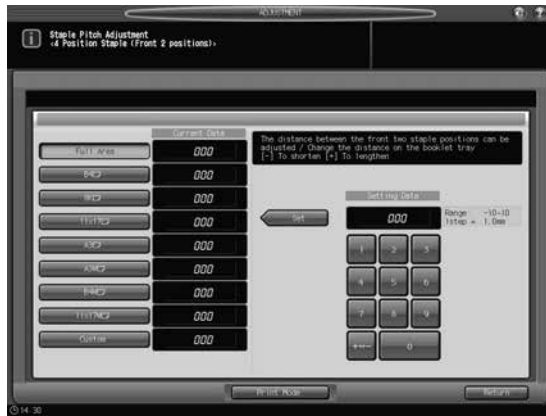 ADJUSTMENT
Staple Pitch Adjustment
<4 Position Staple (Front 2 positions)>
Current Data
The distance between the front two staple positions can be
adjusted / Change the distance on the booklet tray
[-] To shorten [+] To lengthen
Full Area 000
000
000
11x17 000
A3 000
000
000
000
Custom 000
Setting Data
Set
000
Range -10~10
1step = 1.0mm
1 2 3
4 5 6
7 8 9
0
Print Mode
Return
14:30